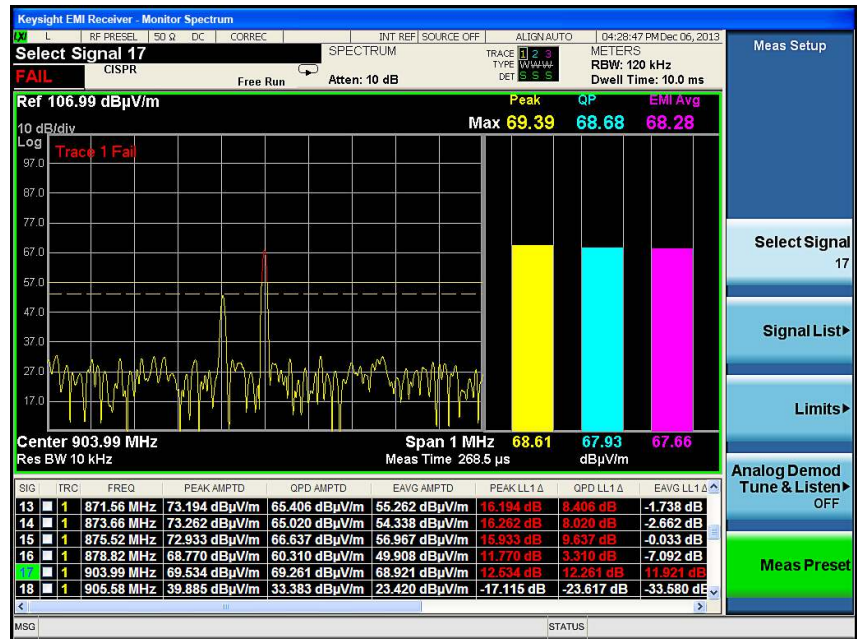 Keysight EMI Receiver - Monitor Spectrum
LXI L RF PRESEL 50 Ω DC CORREC INT REF SOURCE OFF ALIGN AUTO 04:28:47 PM Dec 06, 2013
Select Signal 17 SPECTRUM TRACE 1 2 3 METERS
TYPE WWW RBW: 120 kHz
FAIL CISPR Free Run Atten: 10 dB DET S S S Dwell Time: 10.0 ms
Ref 106.99 dBµV/m Peak QP EMI Avg
10 dB/div Max 69.39 68.68 68.28
Log
Trace 1 Fail
97.0
87.0
77.0
67.0
57.0
47.0
37.0
27.0
17.0
Center 903.99 MHz Span 1 MHz 68.61 67.93 67.66
Res BW 10 kHz Meas Time 268.5 µs dBµV/m
SIG TRC FREQ PEAK AMPTD QPD AMPTD EAVG AMPTD PEAK LL1 Δ QPD LL1 Δ EAVG LL1 Δ
13 1 871.56 MHz 73.194 dBµV/m 65.406 dBµV/m 55.262 dBµV/m 16.194 dB 8.406 dB -1.738 dB
14 1 873.66 MHz 73.262 dBµV/m 65.020 dBµV/m 54.338 dBµV/m 16.262 dB 8.020 dB -2.662 dB
15 1 875.52 MHz 72.933 dBµV/m 66.637 dBµV/m 56.967 dBµV/m 15.933 dB 9.637 dB -0.033 dB
16 1 878.82 MHz 68.770 dBµV/m 60.310 dBµV/m 49.908 dBµV/m 11.770 dB 3.310 dB -7.092 dB
17 1 903.99 MHz 69.534 dBµV/m 69.261 dBµV/m 68.921 dBµV/m 12.534 dB 12.261 dB 11.921 dB
18 1 905.58 MHz 39.885 dBµV/m 33.383 dBµV/m 23.420 dBµV/m -17.115 dB -23.617 dB -33.580 dB
MSG STATUS
Meas Setup
Select Signal
17
Signal List
Limits
Analog Demod
Tune & Listen
OFF
Meas Preset